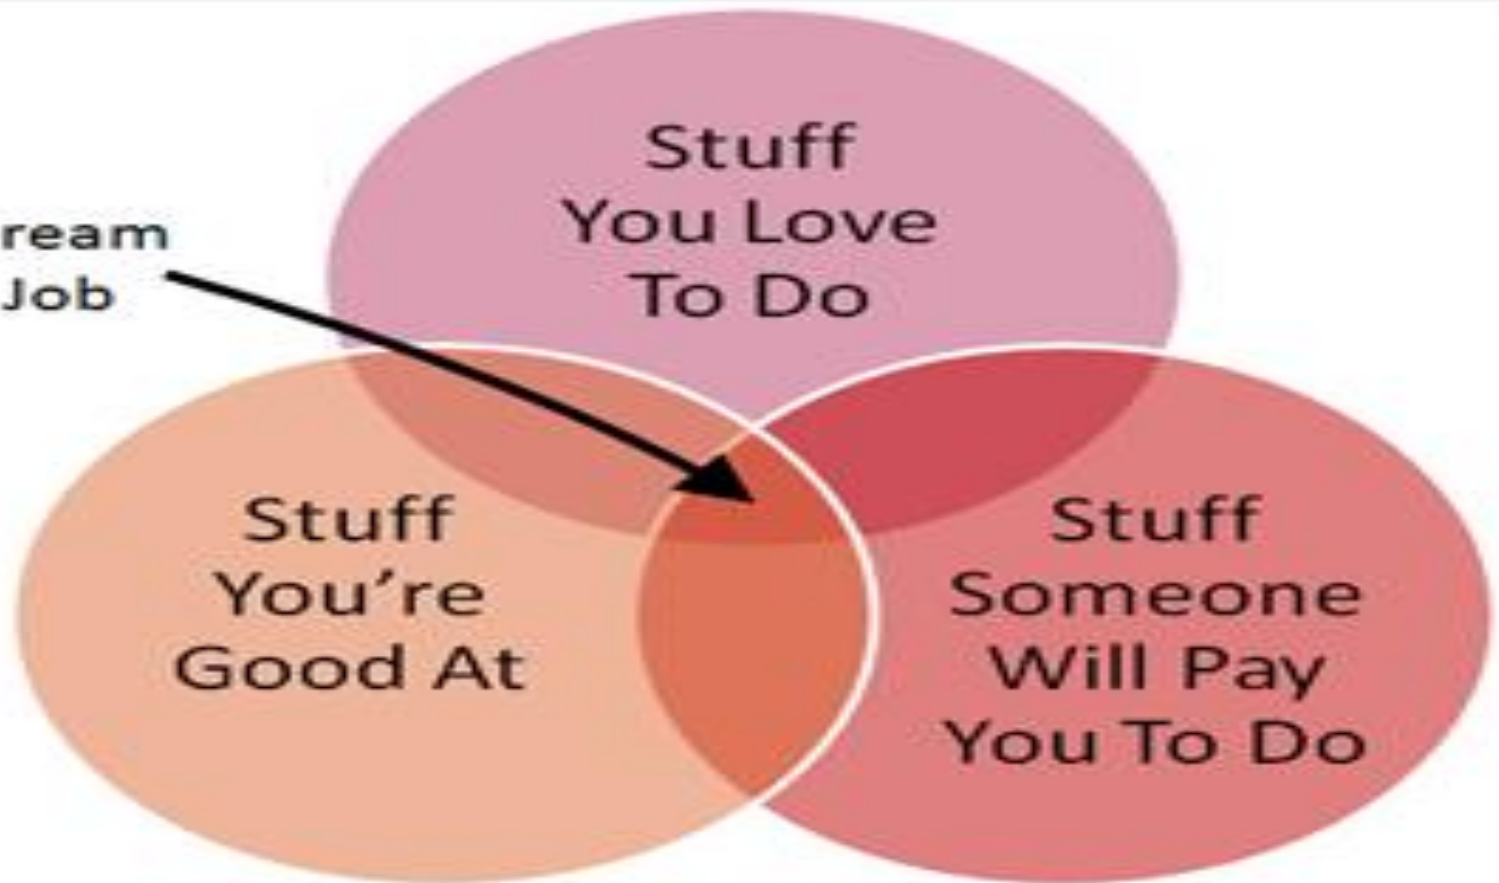 Stuff
You Love
To Do
ream
Job
Stuff
You’re
Good At
Stuff
Someone
Will Pay
You To Do